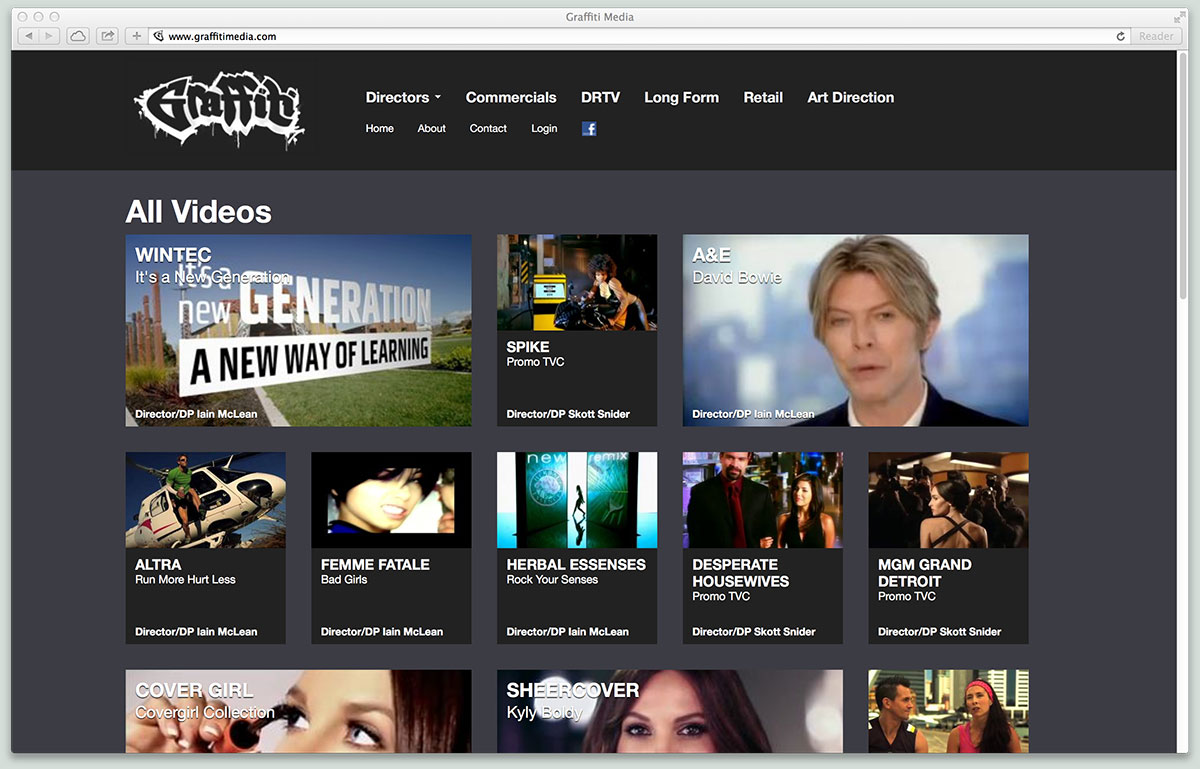 Graffiti Media
www.graffitimedia.com
Reader
Graffiti
Directors
Commercials
DRTV
Long Form
Retail
Art Direction
Home
About
Contact
Login
f
All Videos
WINTEC
It's a New Generation
It's a
new GENERATION
A NEW WAY OF LEARNING
Director/DP Iain McLean
SPIKE
Promo TVC
Director/DP Skott Snider
A&E
David Bowie
Director/DP Iain McLean
ALTRA
Run More Hurt Less
Director/DP Iain McLean
FEMME FATALE
Bad Girls
Director/DP Iain McLean
new remix
HERBAL ESSENSES
Rock Your Senses
Director/DP Iain McLean
DESPERATE
HOUSEWIVES
Promo TVC
Director/DP Skott Snider
MGM GRAND
DETROIT
Promo TVC
Director/DP Skott Snider
COVER GIRL
Covergirl Collection
SHEERCOVER
Kyly Boldy